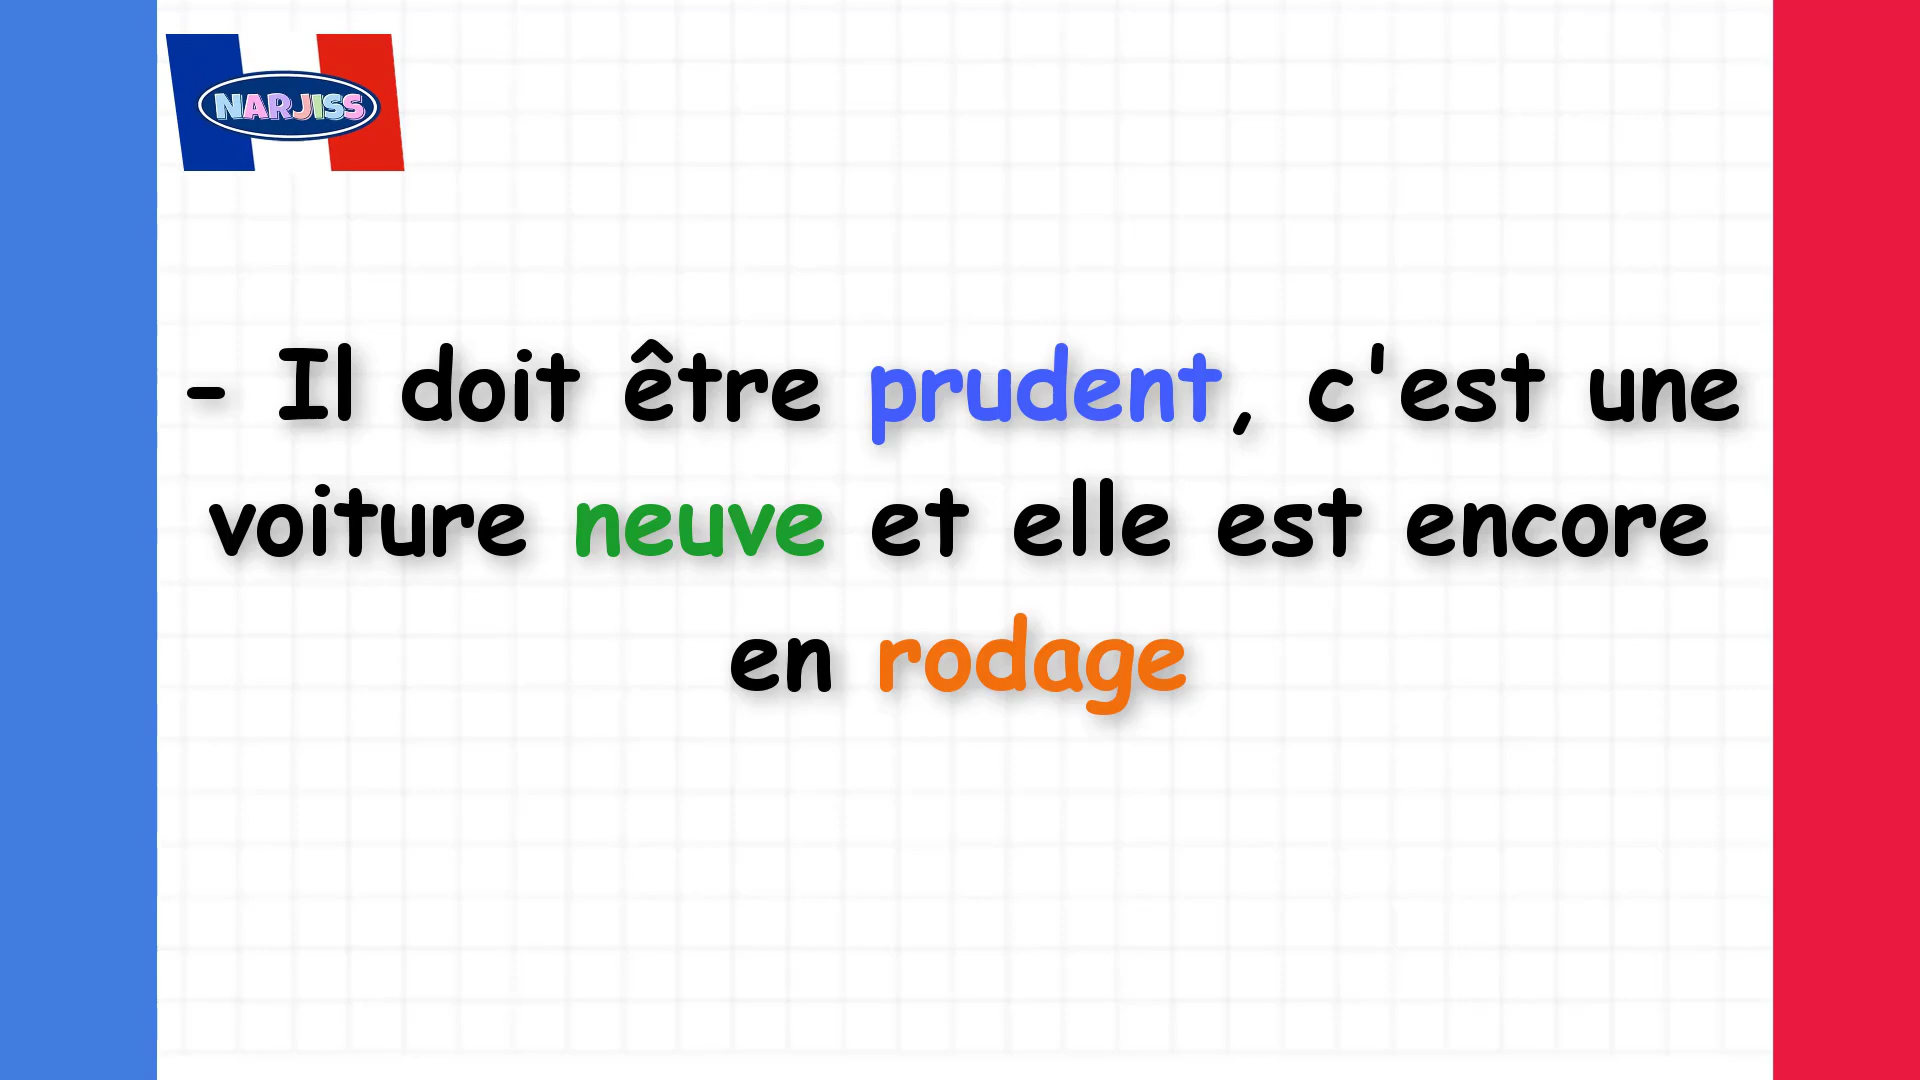 NARJISS
- Il doit être prudent, c'est une
voiture neuve et elle est encore
en rodage